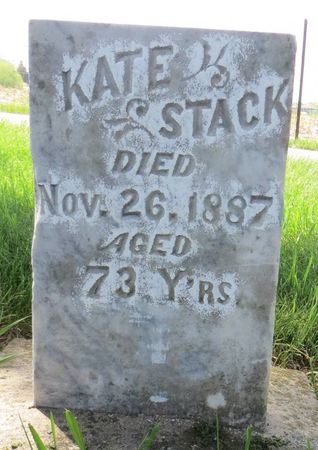 KATE
STACK
DIED
Nov. 26, 1887
AGED
73 Y'RS